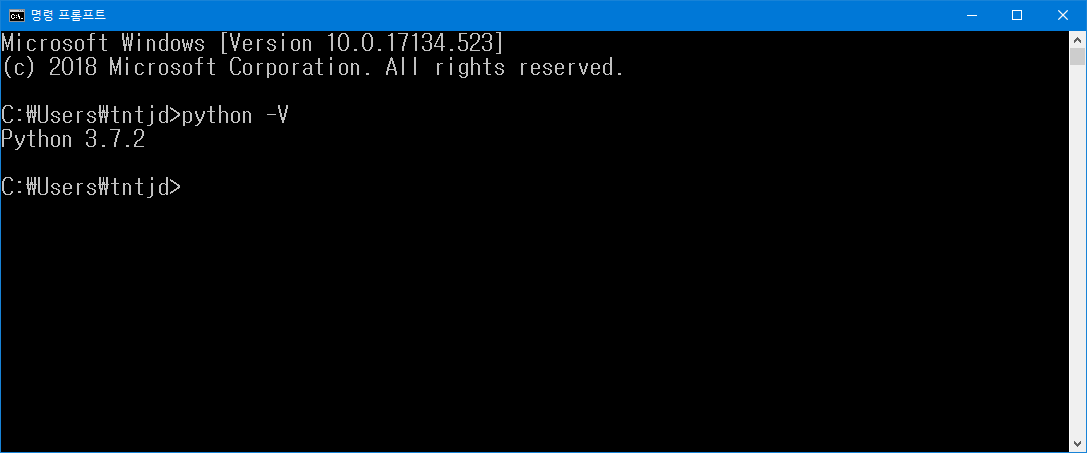 명령 프롬프트
Microsoft Windows [Version 10.0.17134.523]
(c) 2018 Microsoft Corporation. All rights reserved.
C:₩Users₩tntjd>python -V
Python 3.7.2
C:₩Users₩tntjd>